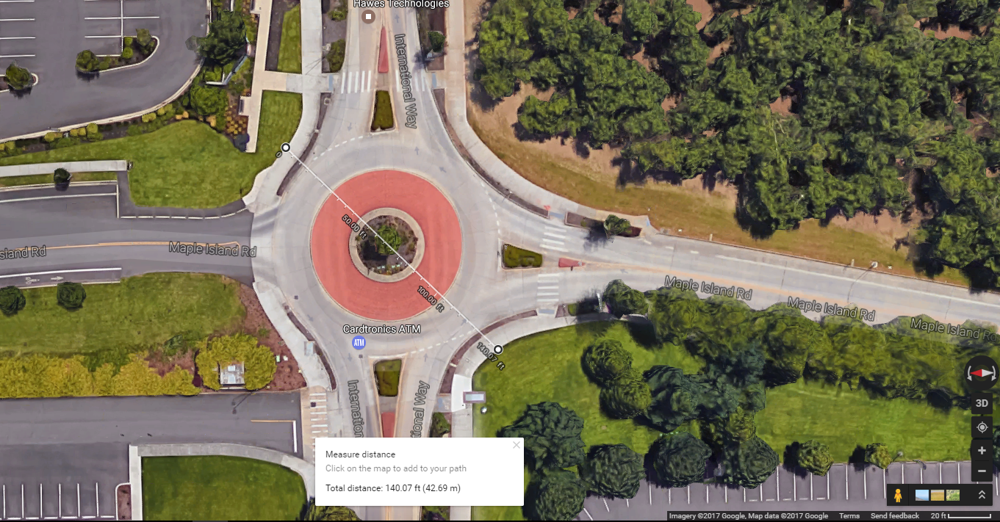 Hawes Technologies
International Way
0
50.00 ft
sland Rd
Maple Island Rd
100.00 ft
Maple Island Rd
Maple Island Rd
Maple Island Rd
Cardtronics ATM
ATM
140.07 ft
Internation
tional Way
3D
Measure distance
Click on the map to add to your path
Total distance: 140.07 ft (42.69 m)
Imagery ©2017 Google, Map data ©2017 Google Terms Send feedback 20 ft